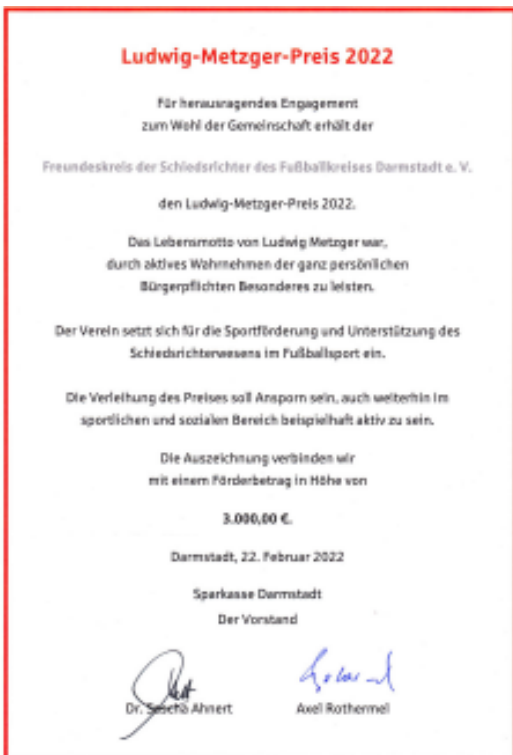 Ludwig-Metzger-Preis 2022
Für herausragendes Engagement
zum Wohl der Gemeinschaft erhält der
Freundeskreis der Schiedsrichter des Fußballkreises Darmstadt e. V.
den Ludwig-Metzger-Preis 2022.
Das Lebensmotto von Ludwig Metzger war,
durch aktives Wahrnehmen der ganz persönlichen
Bürgerpflichten Besonderes zu leisten.
Der Verein setzt sich für die Sportförderung und Unterstützung des
Schiedsrichterwesens im Fußballsport ein.
Die Verleihung des Preises soll Ansporn sein, auch weiterhin im
sportlichen und sozialen Bereich beispielhaft aktiv zu sein.
Die Auszeichnung verbinden wir
mit einem Förderbetrag in Höhe von
3.000,00 €.
Darmstadt, 22. Februar 2022
Sparkasse Darmstadt
Der Vorstand
Dr. Sascha Ahnert Axel Rothermel